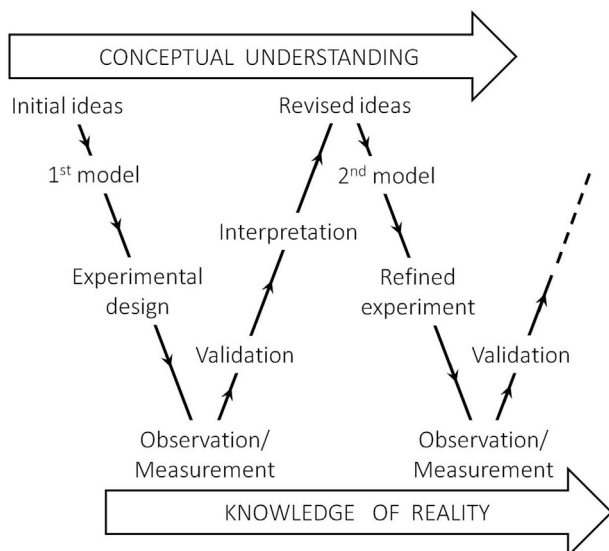 CONCEPTUAL UNDERSTANDING
Initial ideas
Revised ideas
1st model
2nd model
Interpretation
Experimental
design
Refined
experiment
Validation
Validation
Observation/
Measurement
Observation/
Measurement
KNOWLEDGE OF REALITY